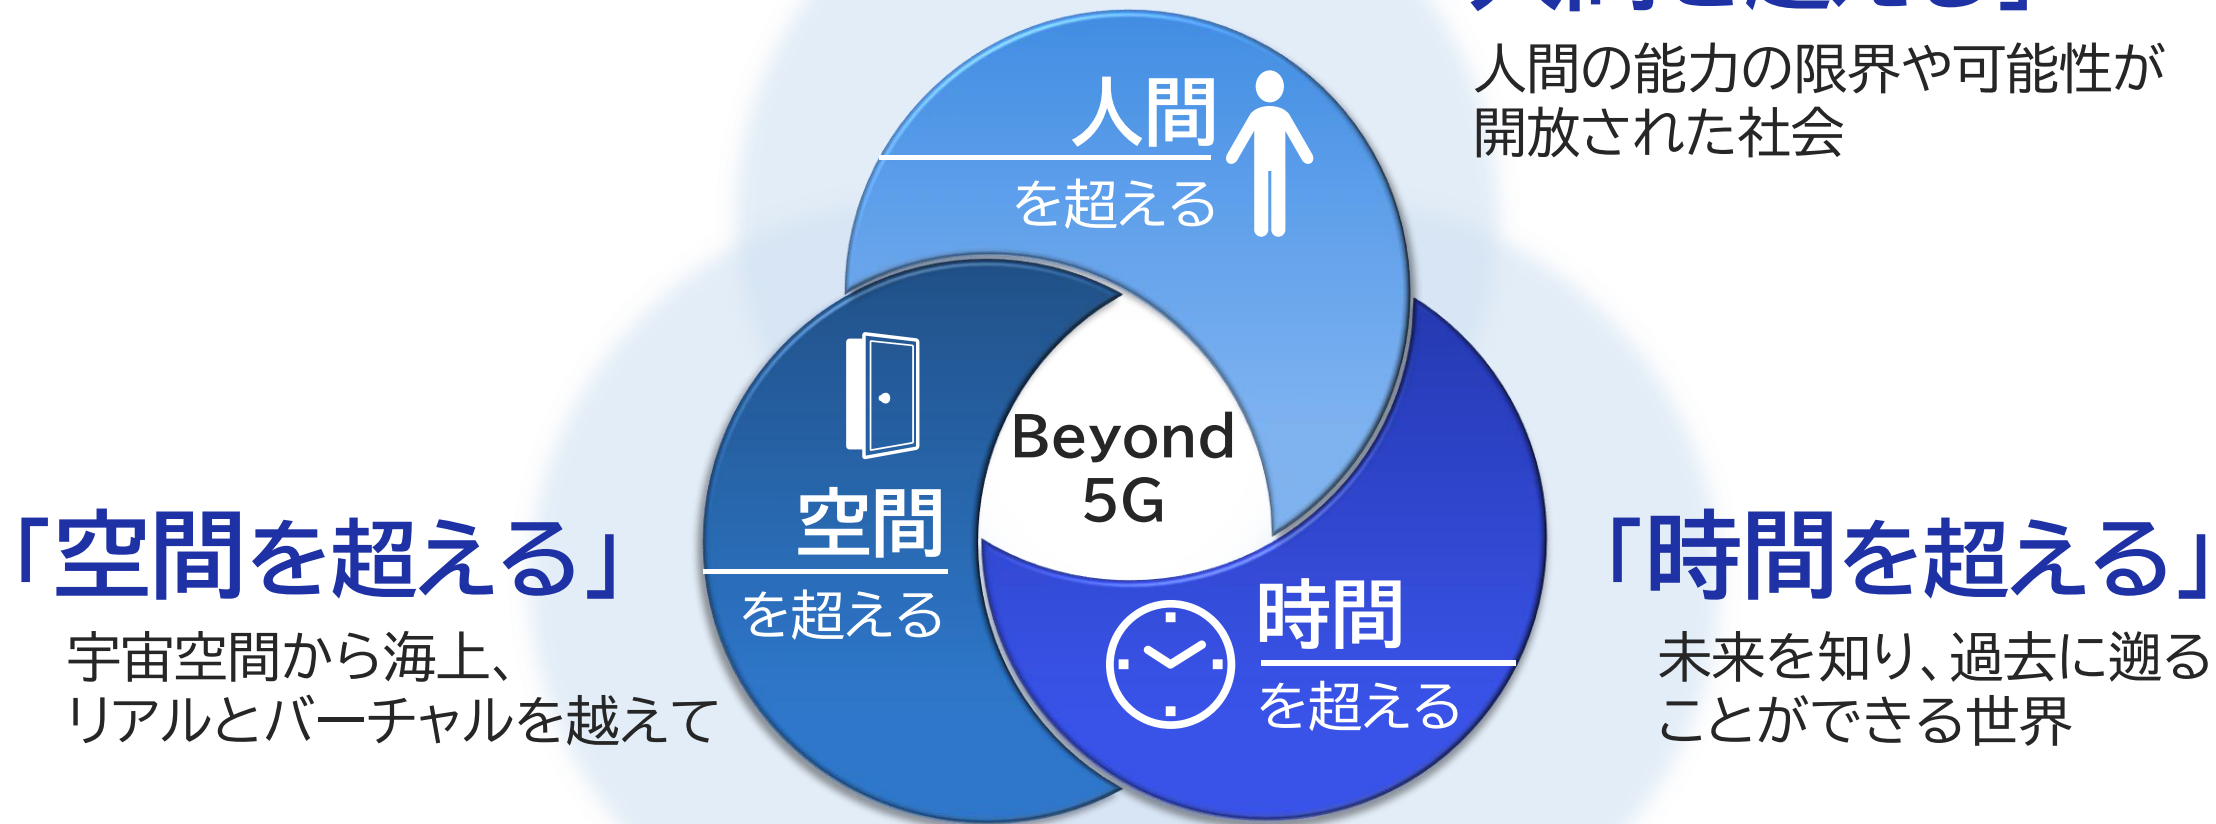 人間の能力の限界や可能性が
開放された社会
人間
を超える
Beyond
5G
空間
を超える
「空間を超える」
宇宙空間から海上、
リアルとバーチャルを越えて
時間
を超える
「時間を超える」
未来を知り、過去に遡る
ことができる世界